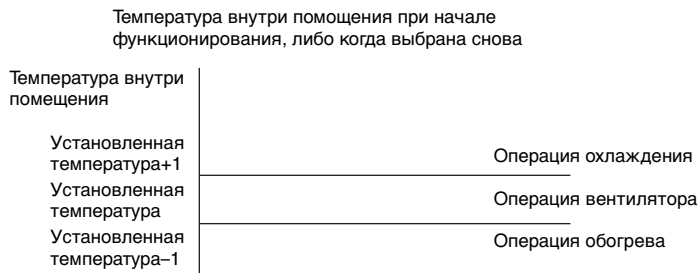 Температура внутри помощения при начале
функционирования, либо когда выбрана снова
Температура внутри
помещения
Установленная
температура+1
Операция охлаждения
Установленная
температура
Операция вентилятора
Установленная
температура–1
Операция обогрева